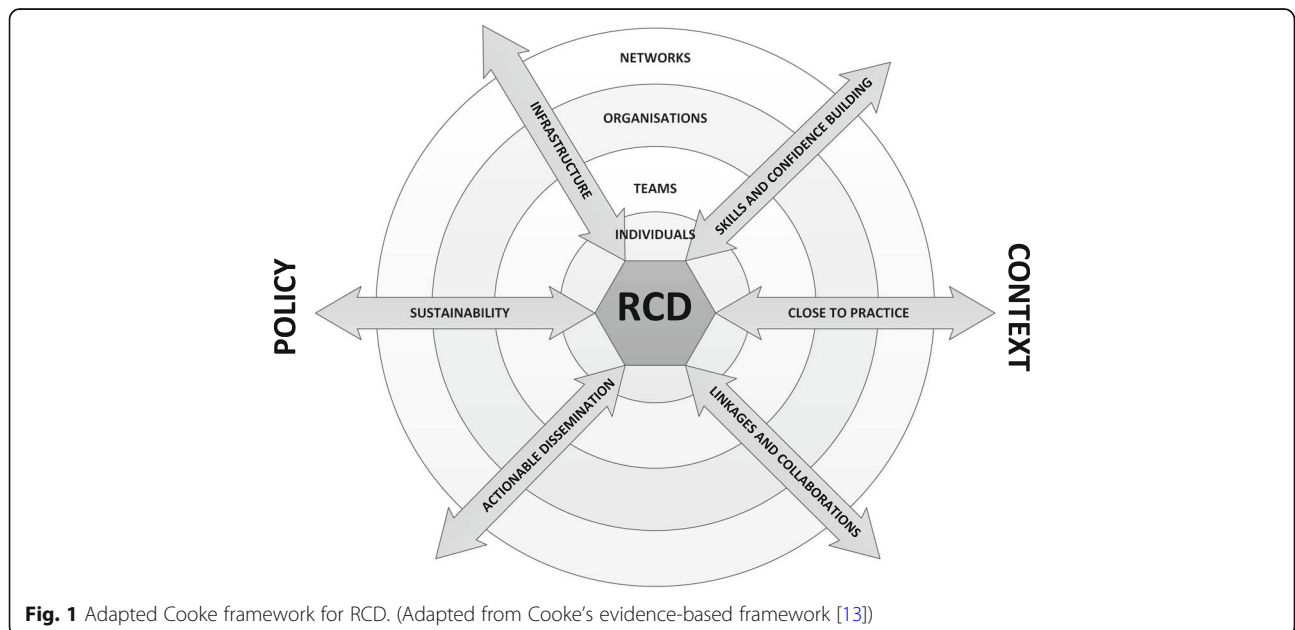 NETWORKS
ORGANISATIONS
TEAMS
INDIVIDUALS
INFRASTRUCTURE
SKILLS AND CONFIDENCE BUILDING
POLICY
SUSTAINABILITY
RCD
CLOSE TO PRACTICE
CONTEXT
ACTIONABLE DISSEMINATION
LINKAGES AND COLLABORATIONS
Fig. 1 Adapted Cooke framework for RCD. (Adapted from Cooke's evidence-based framework [13])